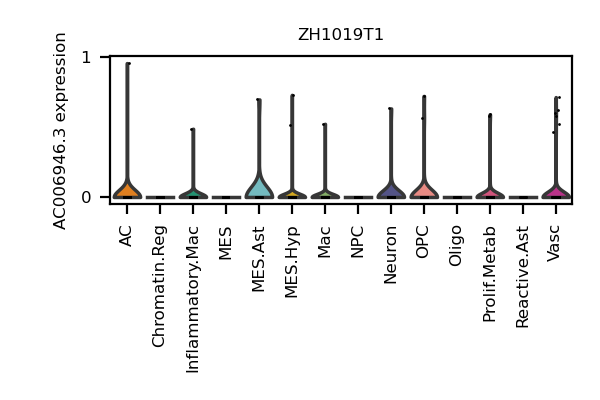 ZH1019T1
AC006946.3 expression
1
0
AC
Chromatin.Reg
Inflammatory.Mac
MES
MES.Ast
MES.Hyp
Mac
NPC
Neuron
OPC
Oligo
Prolif.Metab
Reactive.Ast
Vasc